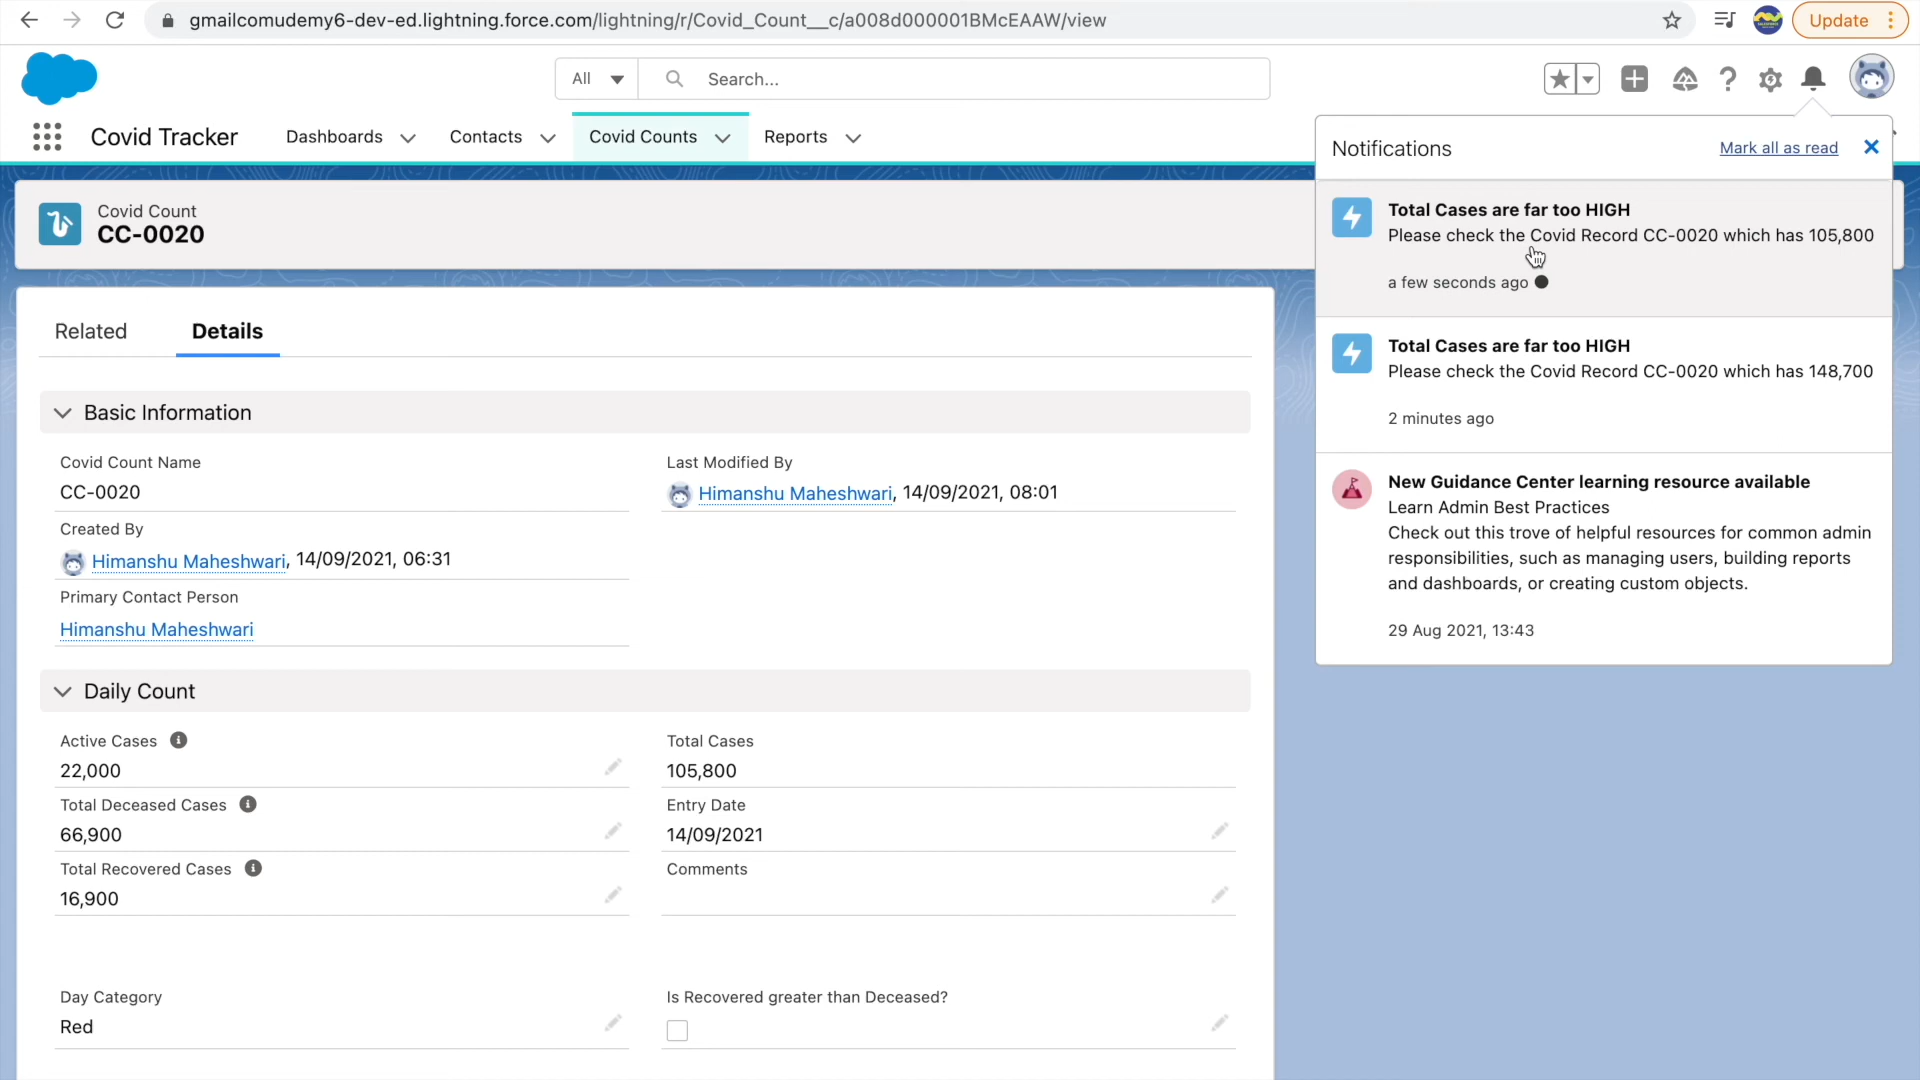 gmailcomudemy6-dev-ed.lightning.force.com/lightning/r/Covid_Count__c/a008d000001BMcEAAW/view
Update
All
Search...
Covid Tracker
Dashboards
Contacts
Covid Counts
Reports
Notifications
Mark all as read
Total Cases are far too HIGH
Please check the Covid Record CC-0020 which has 105,800
a few seconds ago
Total Cases are far too HIGH
Please check the Covid Record CC-0020 which has 148,700
2 minutes ago
New Guidance Center learning resource available
Learn Admin Best Practices
Check out this trove of helpful resources for common admin
responsibilities, such as managing users, building reports
and dashboards, or creating custom objects.
29 Aug 2021, 13:43
Covid Count
CC-0020
Related
Details
Basic Information
Covid Count Name
CC-0020
Last Modified By
Himanshu Maheshwari, 14/09/2021, 08:01
Created By
Himanshu Maheshwari, 14/09/2021, 06:31
Primary Contact Person
Himanshu Maheshwari
Daily Count
Active Cases
22,000
Total Cases
105,800
Total Deceased Cases
66,900
Entry Date
14/09/2021
Total Recovered Cases
16,900
Comments
Day Category
Red
Is Recovered greater than Deceased?